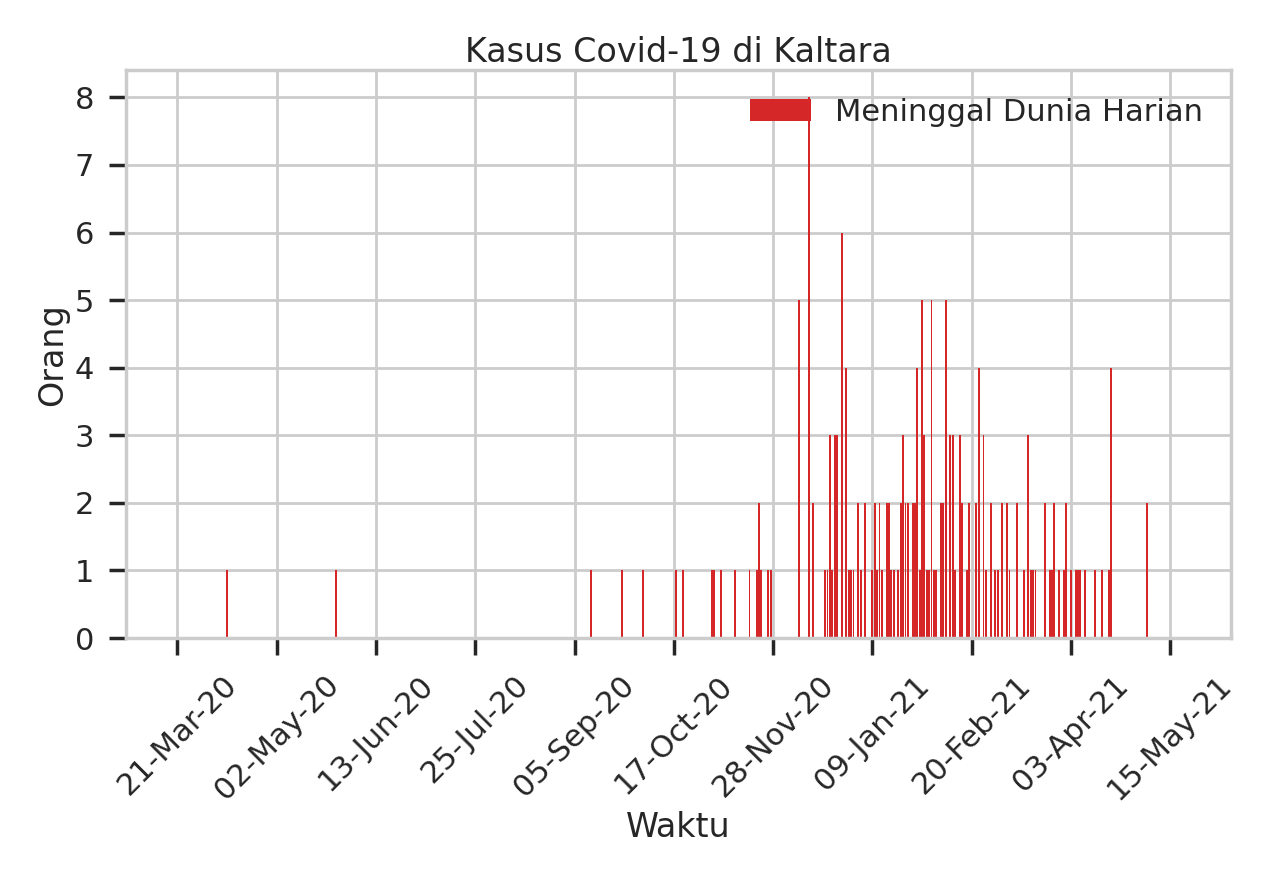 Kasus Covid-19 di Kaltara
Meninggal Dunia Harian
Orang
8
7
6
5
4
3
2
1
0
21-Mar-20
02-May-20
13-Jun-20
25-Jul-20
05-Sep-20
17-Oct-20
28-Nov-20
09-Jan-21
20-Feb-21
03-Apr-21
15-May-21
Waktu